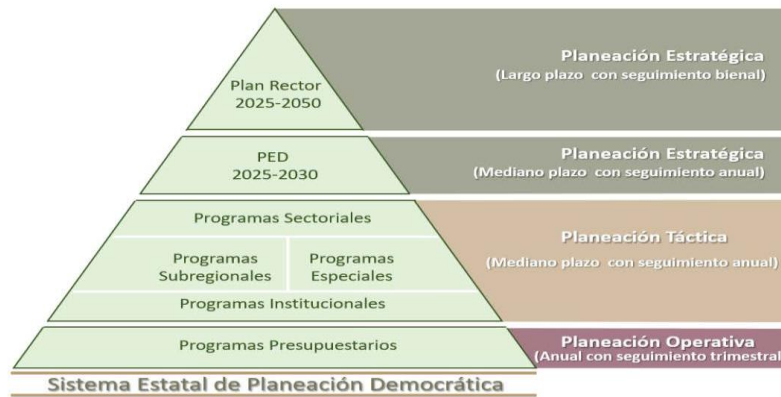 Plan Rector
2025-2050
Planeación Estratégica
(Largo plazo con seguimiento bienal)
PED
2025-2030
Planeación Estratégica
(Mediano plazo con seguimiento anual)
Programas Sectoriales
Programas
Subregionales
Programas
Especiales
Programas Institucionales
Planeación Táctica
(Mediano plazo con seguimiento anual)
Programas Presupuestarios
Planeación Operativa
(Anual con seguimiento trimestral)
Sistema Estatal de Planeación Democrática